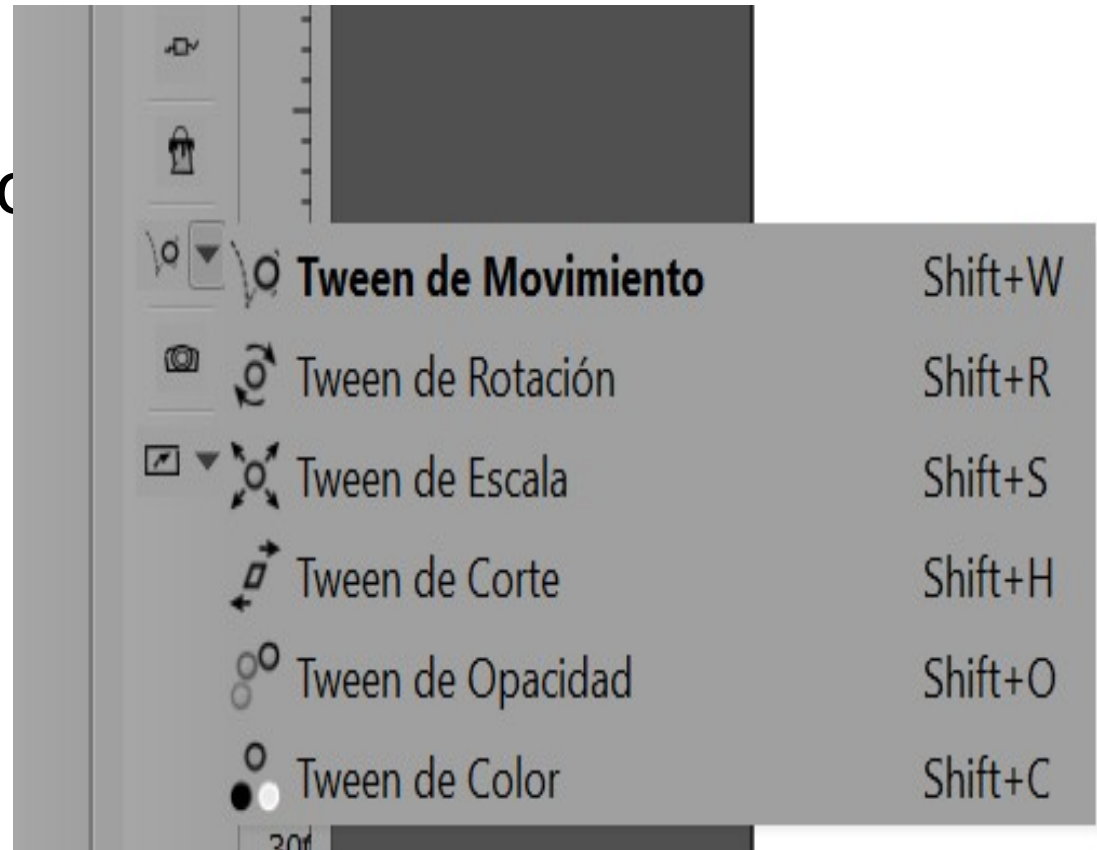 Tween de Movimiento Shift+W
Tween de Rotación Shift+R
Tween de Escala Shift+S
Tween de Corte Shift+H
Tween de Opacidad Shift+O
Tween de Color Shift+C